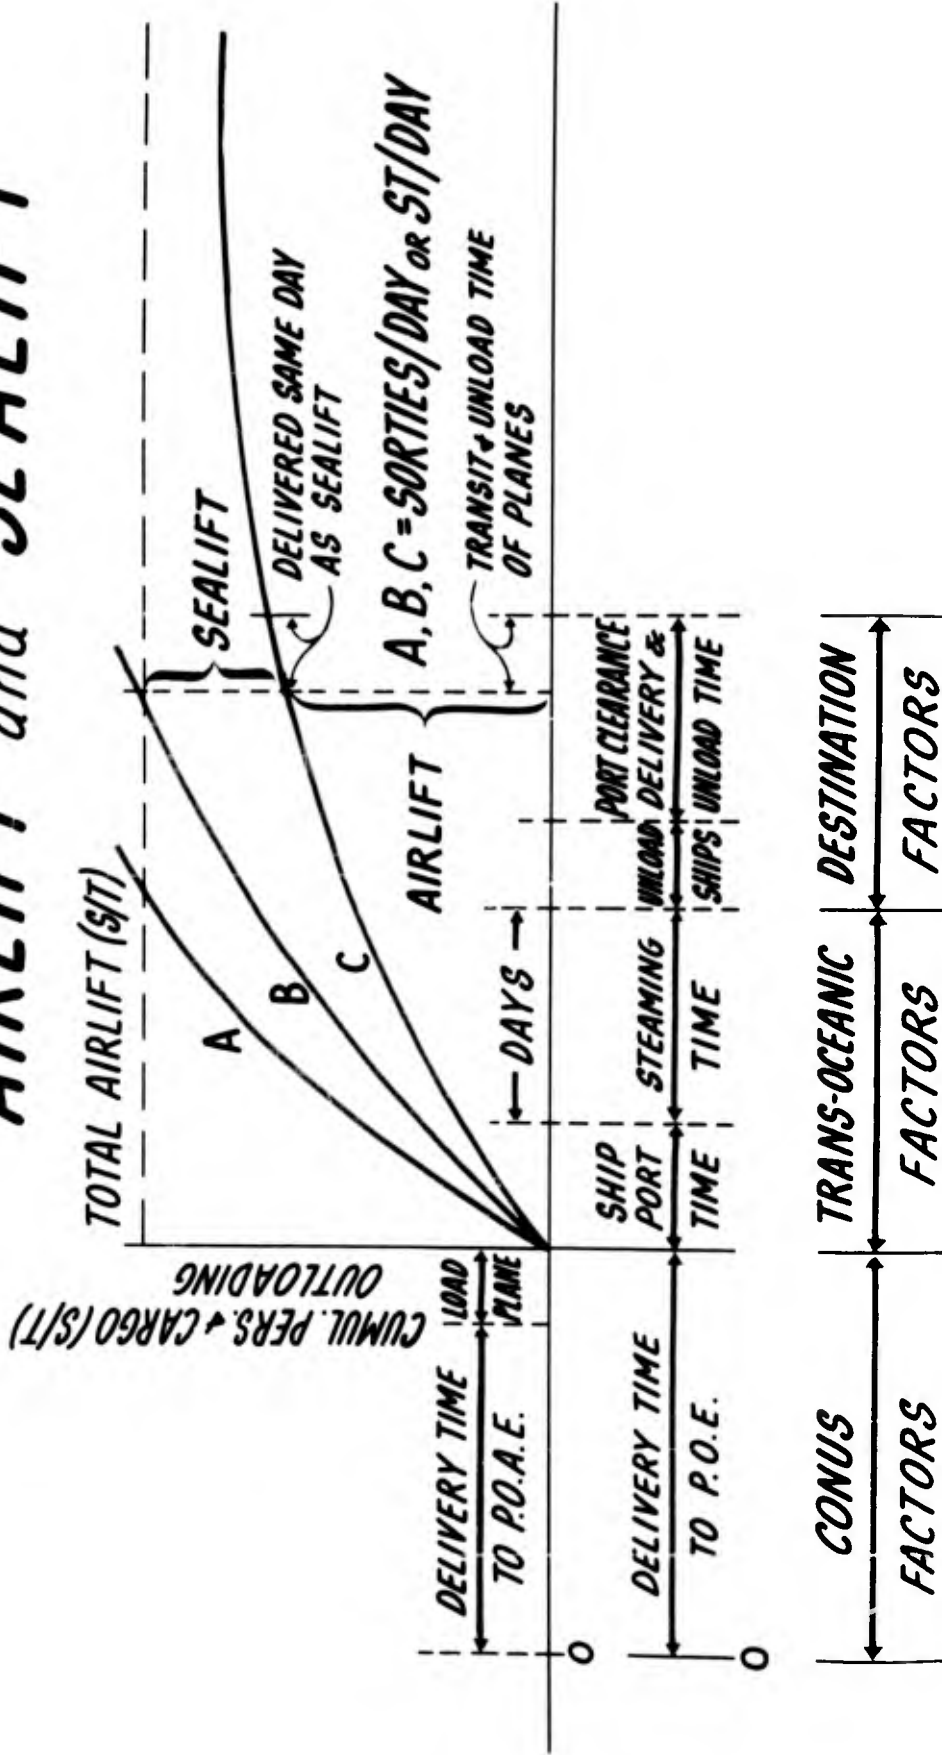 AIRLIFT and SEALIFT
TOTAL AIRLIFT (S/T)
CUMUL. PERS. & CARGO (S/T)
OUTLOADING
A
B
C
SEALIFT
DELIVERED SAME DAY
AS SEALIFT
A, B, C = SORTIES/DAY OR ST/DAY
AIRLIFT
TRANSIT & UNLOAD TIME
OF PLANES
DELIVERY TIME
TO P.O.A.E.
LOAD
PLANE
DAYS
O
DELIVERY TIME
TO P.O.E.
SHIP
PORT
TIME
STEAMING
TIME
UNLOAD
SHIPS
PORT CLEARANCE
DELIVERY &
UNLOAD TIME
O
CONUS
FACTORS
TRANS-OCEANIC
FACTORS
DESTINATION
FACTORS